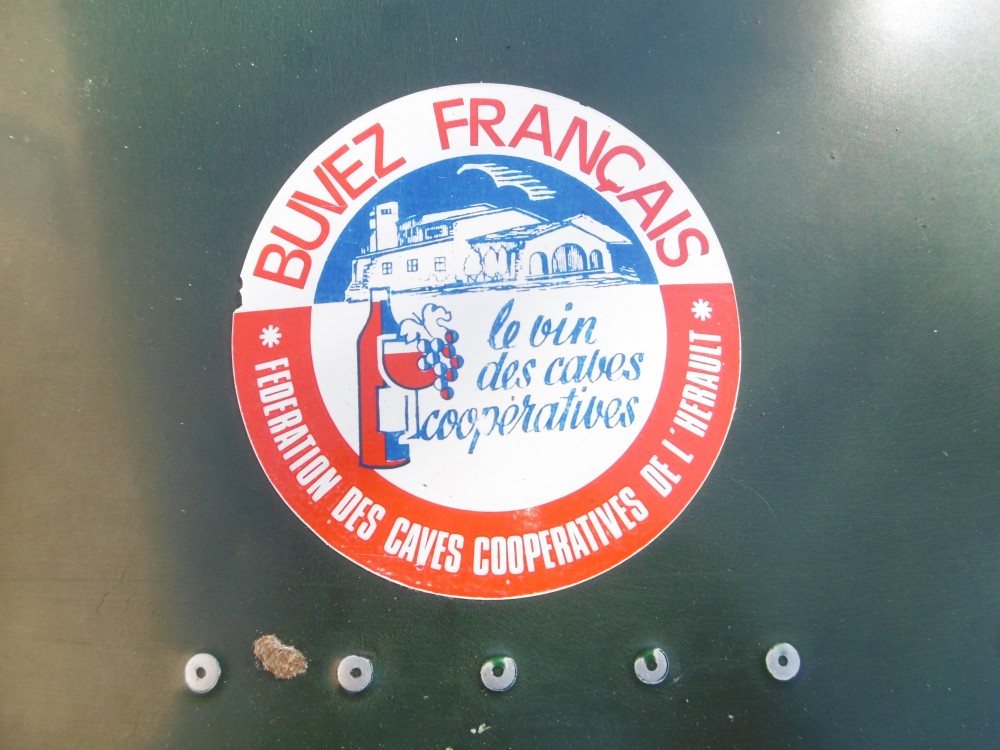 BUVEZ FRANÇAIS
le vin
des caves
coopératives
* FEDERATION DES CAVES COOPERATIVES DE L'HERAULT *